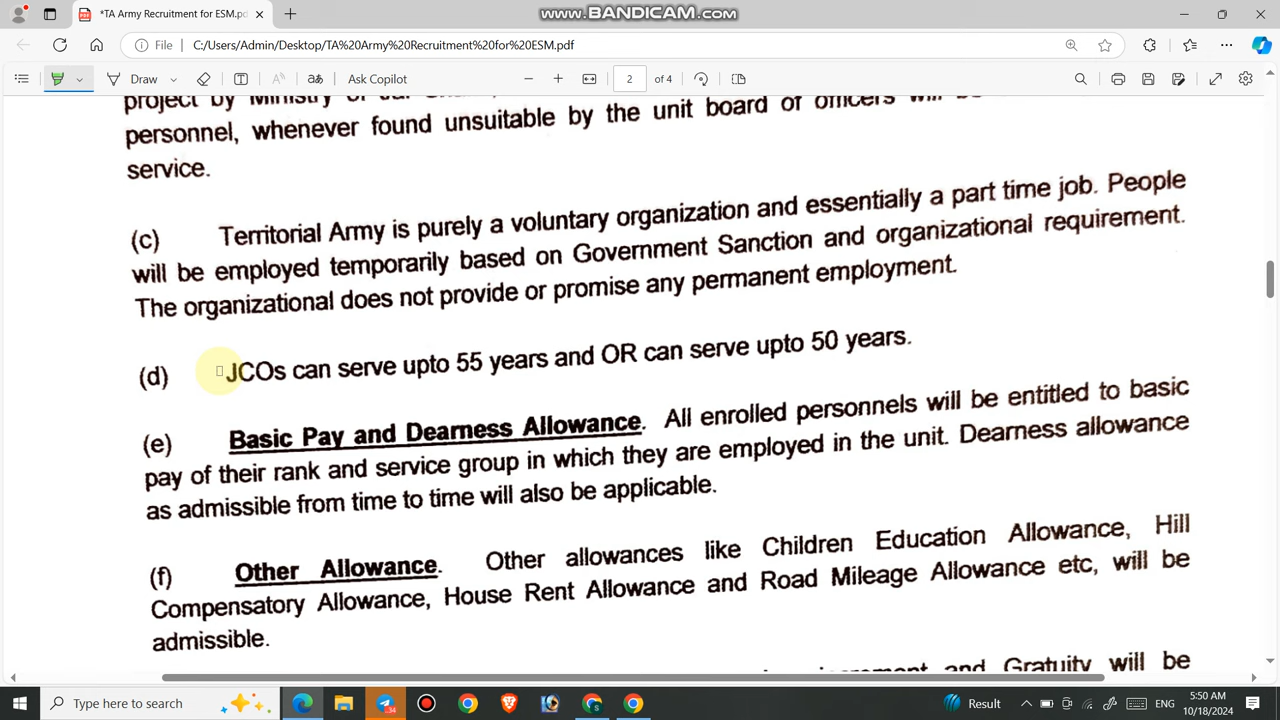 www.BANDICAM.com
*TA Army Recruitment for ESM.pd
File
C:/Users/Admin/Desktop/TA%20Army%20Recruitment%20for%20ESM.pdf
Draw
Ask Copilot
2 of 4
project by Ministry of
personnel, whenever found unsuitable by the unit board of officers will be
service.
(c) Territorial Army is purely a voluntary organization and essentially a part time job. People
will be employed temporarily based on Government Sanction and organizational requirement.
The organizational does not provide or promise any permanent employment.
(d) JCOs can serve upto 55 years and OR can serve upto 50 years.
(e) Basic Pay and Dearness Allowance. All enrolled personnels will be entitled to basic
pay of their rank and service group in which they are employed in the unit. Dearness allowance
as admissible from time to time will also be applicable.
(f) Other Allowance. Other allowances like Children Education Allowance, Hill
Compensatory Allowance, House Rent Allowance and Road Mileage Allowance etc, will be
admissible.
increment and Gratuity will be
Type here to search
34
Result
ENG
5:50 AM
10/18/2024